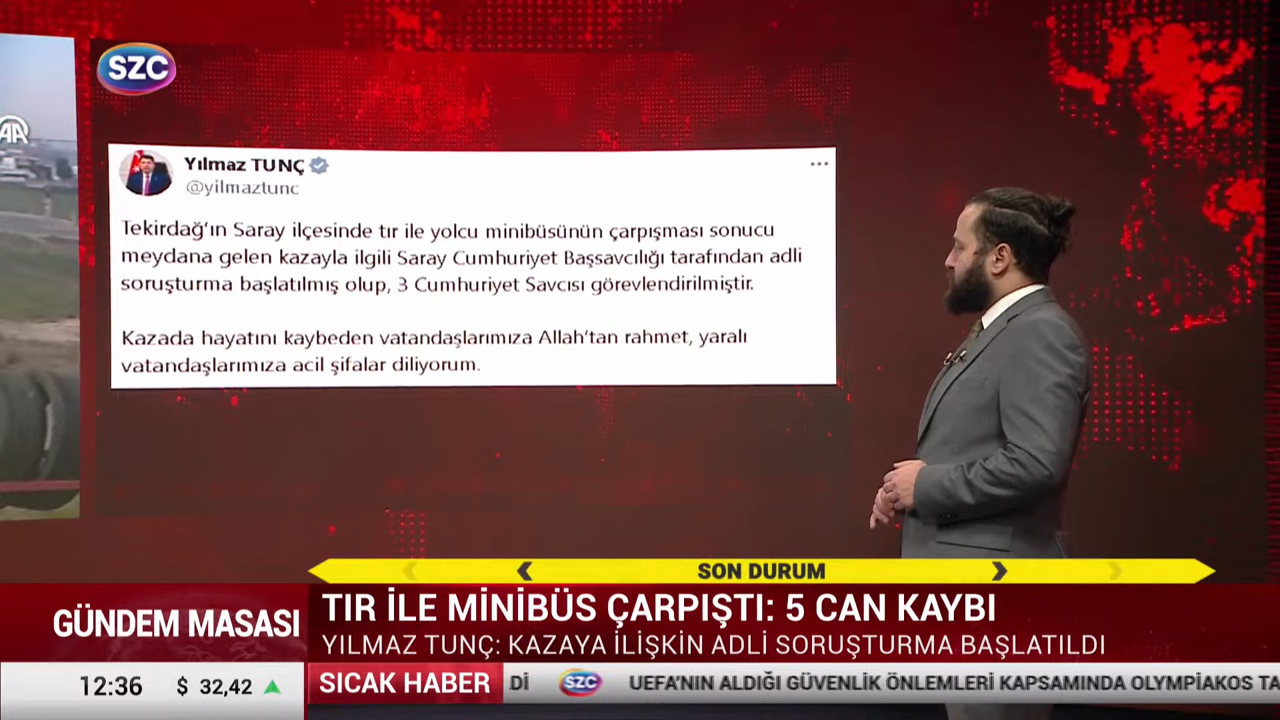 AA
SZC
Yılmaz TUNÇ
@yilmaztunc
Tekirdağ'ın Saray ilçesinde tır ile yolcu minibüsünün çarpışması sonucu
meydana gelen kazayla ilgili Saray Cumhuriyet Başsavcılığı tarafından adli
soruşturma başlatılmış olup, 3 Cumhuriyet Savcısı görevlendirilmiştir.
Kazada hayatını kaybeden vatandaşlarımıza Allah'tan rahmet, yaralı
vatandaşlarımıza acil şifalar diliyorum.
SON DURUM
GÜNDEM MASASI
TIR İLE MİNİBÜS ÇARPIŞTI: 5 CAN KAYBI
YILMAZ TUNÇ: KAZAYA İLİŞKİN ADLİ SORUŞTURMA BAŞLATILDI
12:36 $ 32,42
SICAK HABER
Dİ SZC UEFA'NIN ALDIĞI GÜVENLİK ÖNLEMLERİ KAPSAMINDA OLYMPİAKOS TA